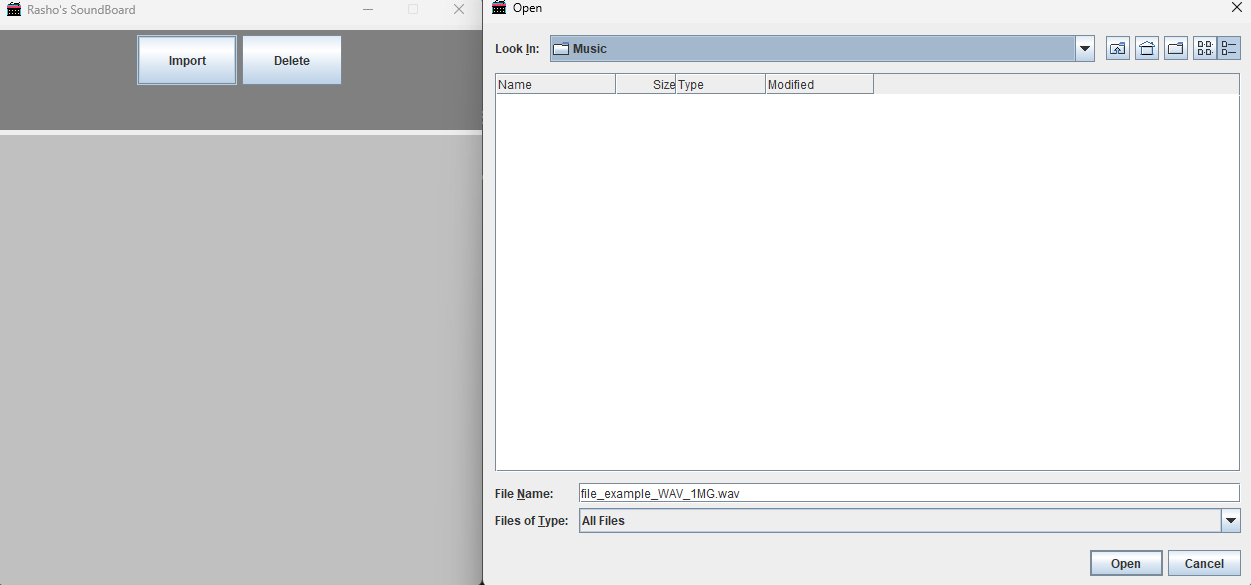 Rasho's SoundBoard
Import Delete
Open
Look In: Music
Name Size Type Modified
File Name: file_example_WAV_1MG.wav
Files of Type: All Files
Open Cancel